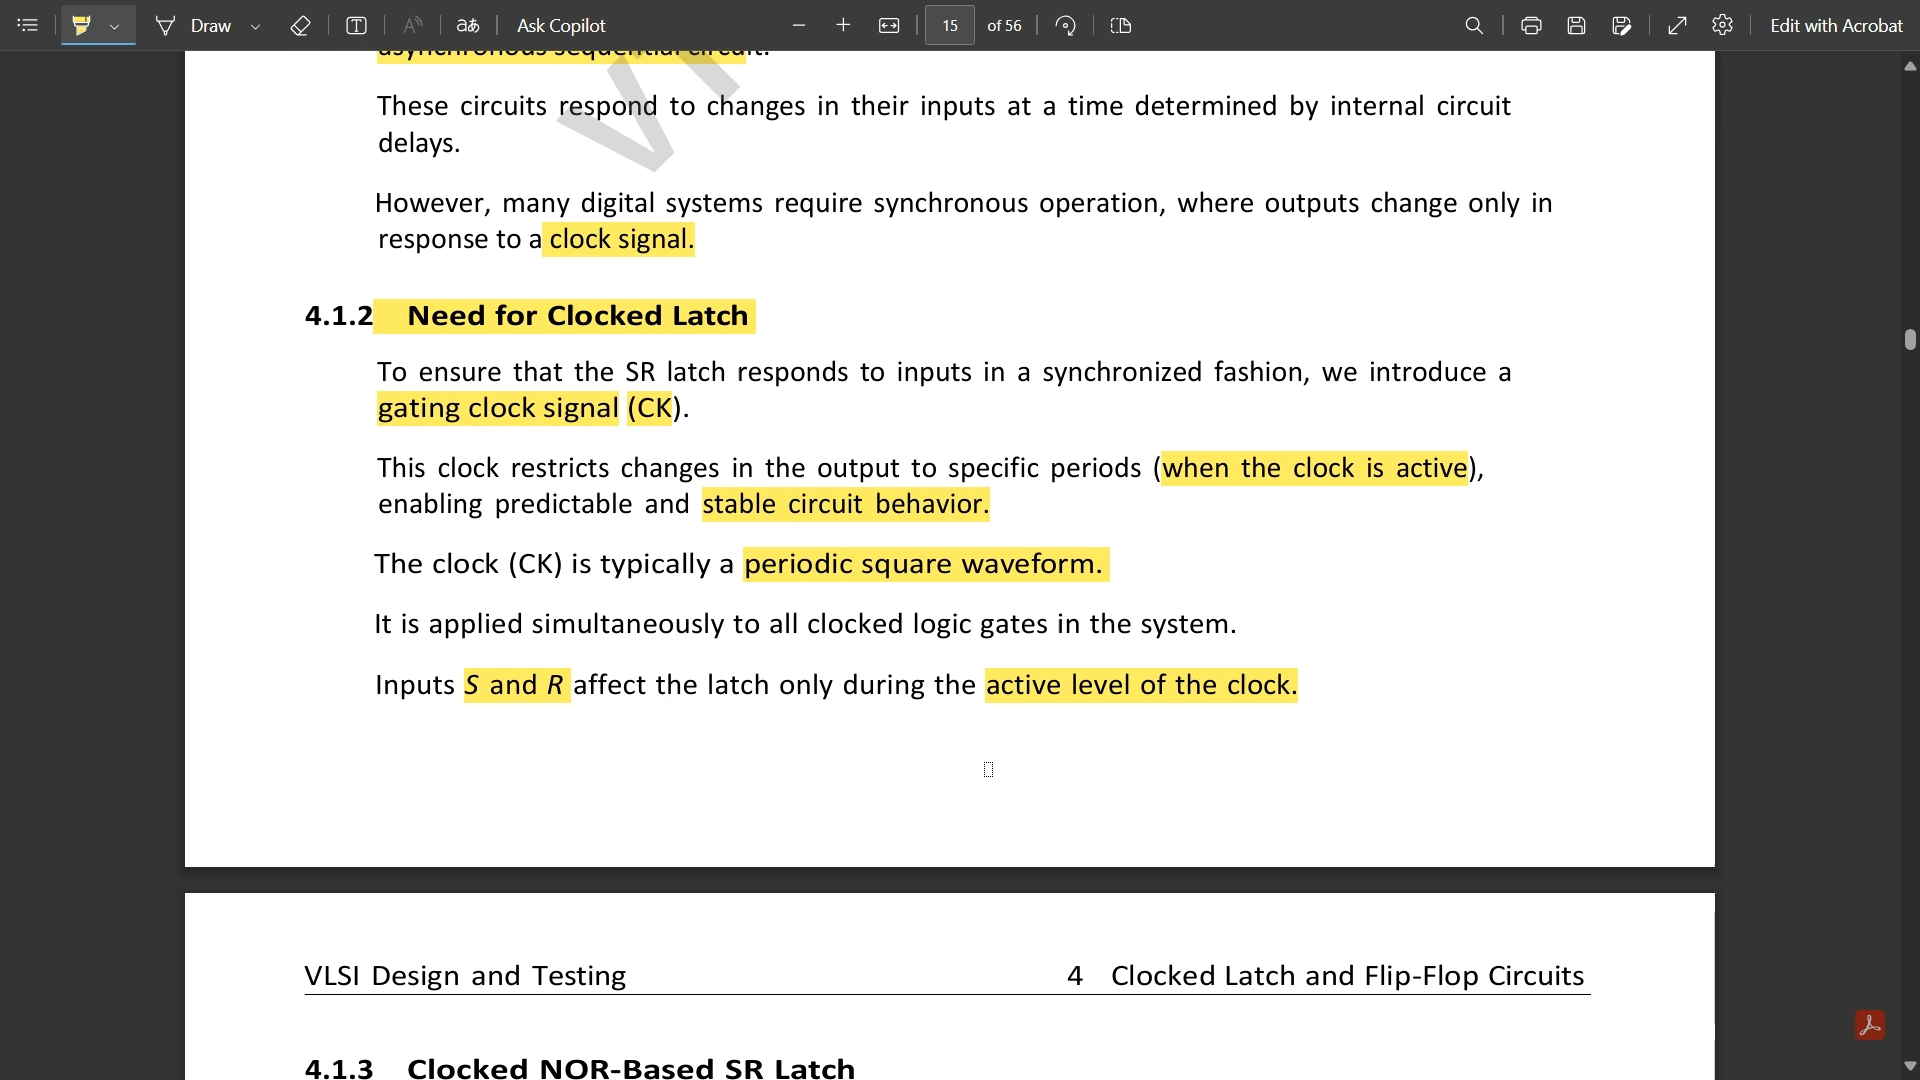 Draw
Ask Copilot
15 of 56
Edit with Acrobat
asynchronous sequential circuit.
These circuits respond to changes in their inputs at a time determined by internal circuit
delays.
However, many digital systems require synchronous operation, where outputs change only in
response to a clock signal.
4.1.2 Need for Clocked Latch
To ensure that the SR latch responds to inputs in a synchronized fashion, we introduce a
gating clock signal (CK).
This clock restricts changes in the output to specific periods (when the clock is active),
enabling predictable and stable circuit behavior.
The clock (CK) is typically a periodic square waveform.
It is applied simultaneously to all clocked logic gates in the system.
Inputs S and R affect the latch only during the active level of the clock.
VLSI Design and Testing 4 Clocked Latch and Flip-Flop Circuits
4.1.3 Clocked NOR-Based SR Latch